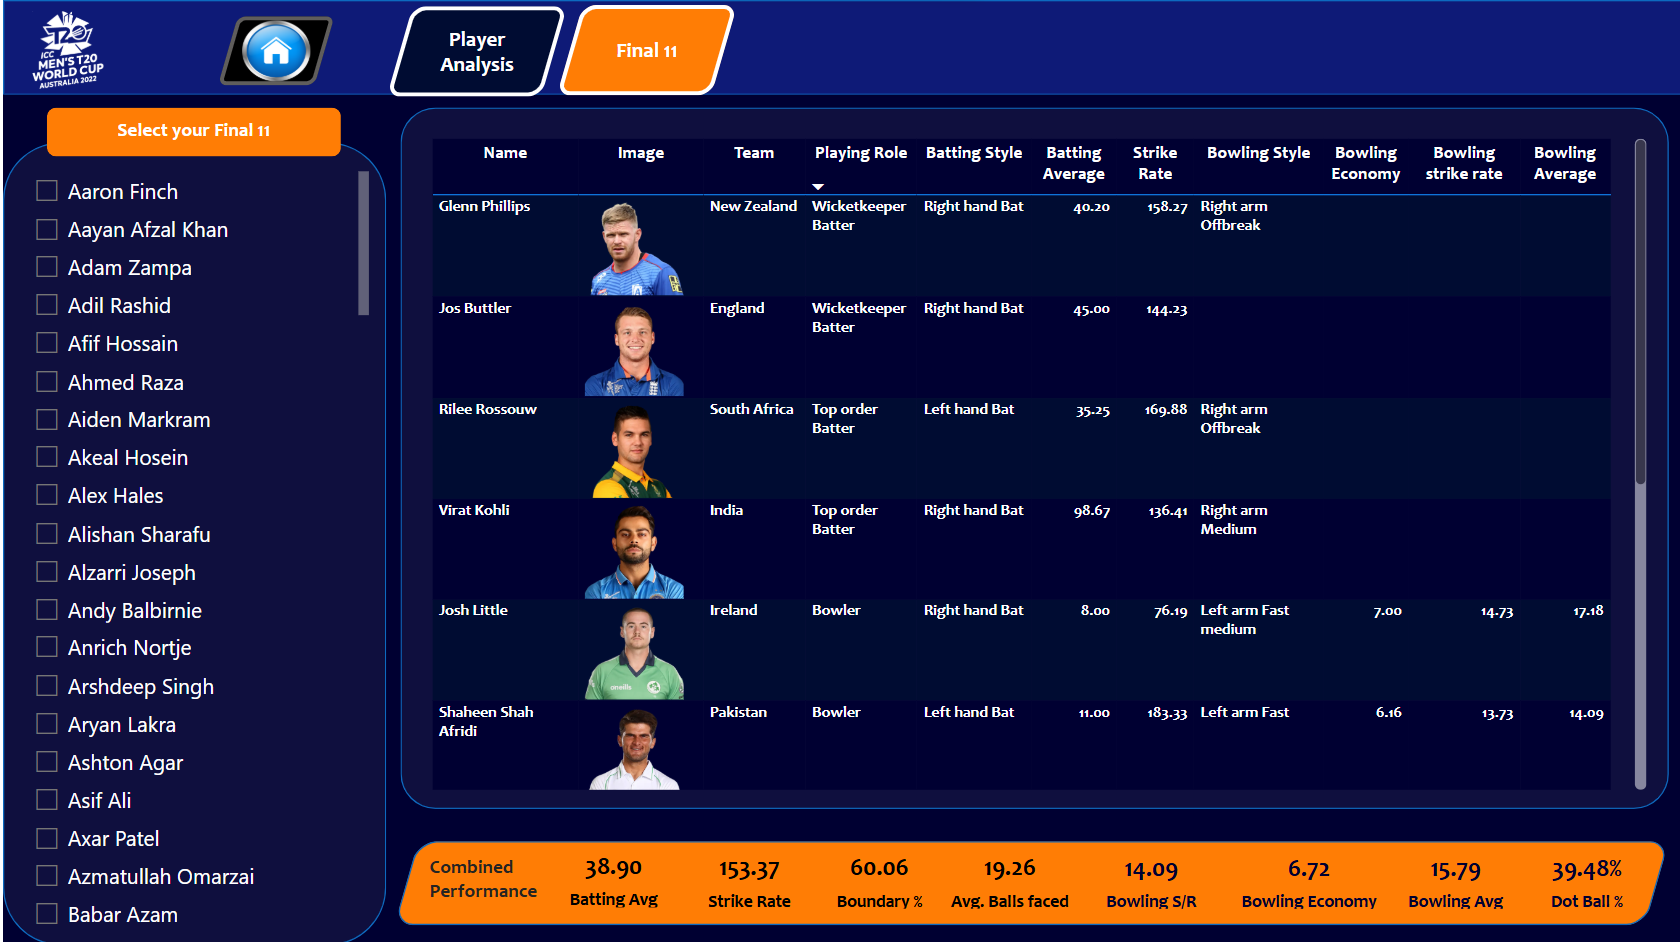 T20
ICC
MEN'S T20
WORLD CUP
AUSTRALIA 2022
Player
Analysis
Final 11
Select your Final 11
Aaron Finch
Aayan Afzal Khan
Adam Zampa
Adil Rashid
Afif Hossain
Ahmed Raza
Aiden Markram
Akeal Hosein
Alex Hales
Alishan Sharafu
Alzarri Joseph
Andy Balbirnie
Anrich Nortje
Arshdeep Singh
Aryan Lakra
Ashton Agar
Asif Ali
Axar Patel
Azmatullah Omarzai
Babar Azam
Name Image Team Playing Role Batting Style Batting Average Strike Rate Bowling Style Bowling Economy Bowling strike rate Bowling Average
Glenn Phillips New Zealand Wicketkeeper Batter Right hand Bat 40.20 158.27 Right arm Offbreak
Jos Buttler England Wicketkeeper Batter Right hand Bat 45.00 144.23
Rilee Rossouw South Africa Top order Batter Left hand Bat 35.25 169.88 Right arm Offbreak
Virat Kohli India Top order Batter Right hand Bat 98.67 136.41 Right arm Medium
Josh Little Ireland Bowler Right hand Bat 8.00 76.19 Left arm Fast medium 7.00 14.73 17.18
Shaheen Shah Afridi Pakistan Bowler Left hand Bat 11.00 183.33 Left arm Fast 6.16 13.73 14.09
Combined
Performance
38.90 153.37 60.06 19.26 14.09 6.72 15.79 39.48%
Batting Avg Strike Rate Boundary % Avg. Balls faced Bowling S/R Bowling Economy Bowling Avg Dot Ball %